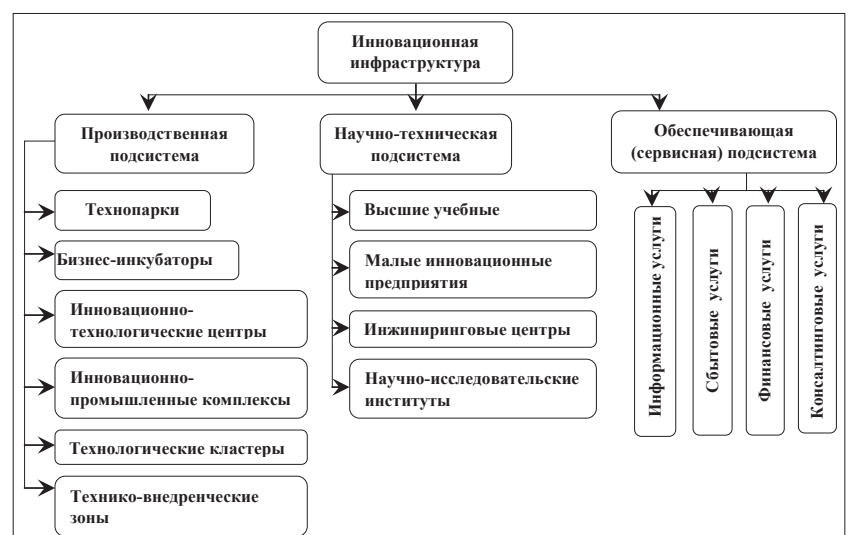 Инновационная
инфраструктура
Производственная
подсистема
Научно-техническая
подсистема
Обеспечивающая
(сервисная) подсистема
Технопарки
Бизнес-инкубаторы
Инновационно-
технологические центры
Инновационно-
промышленные комплексы
Технологические кластеры
Технико-внедренческие
зоны
Высшие учебные
Малые инновационные
предприятия
Инжиниринговые центры
Научно-исследовательские
институты
Информационные услуги
Сбытовые услуги
Финансовые услуги
Консалтинговые услуги